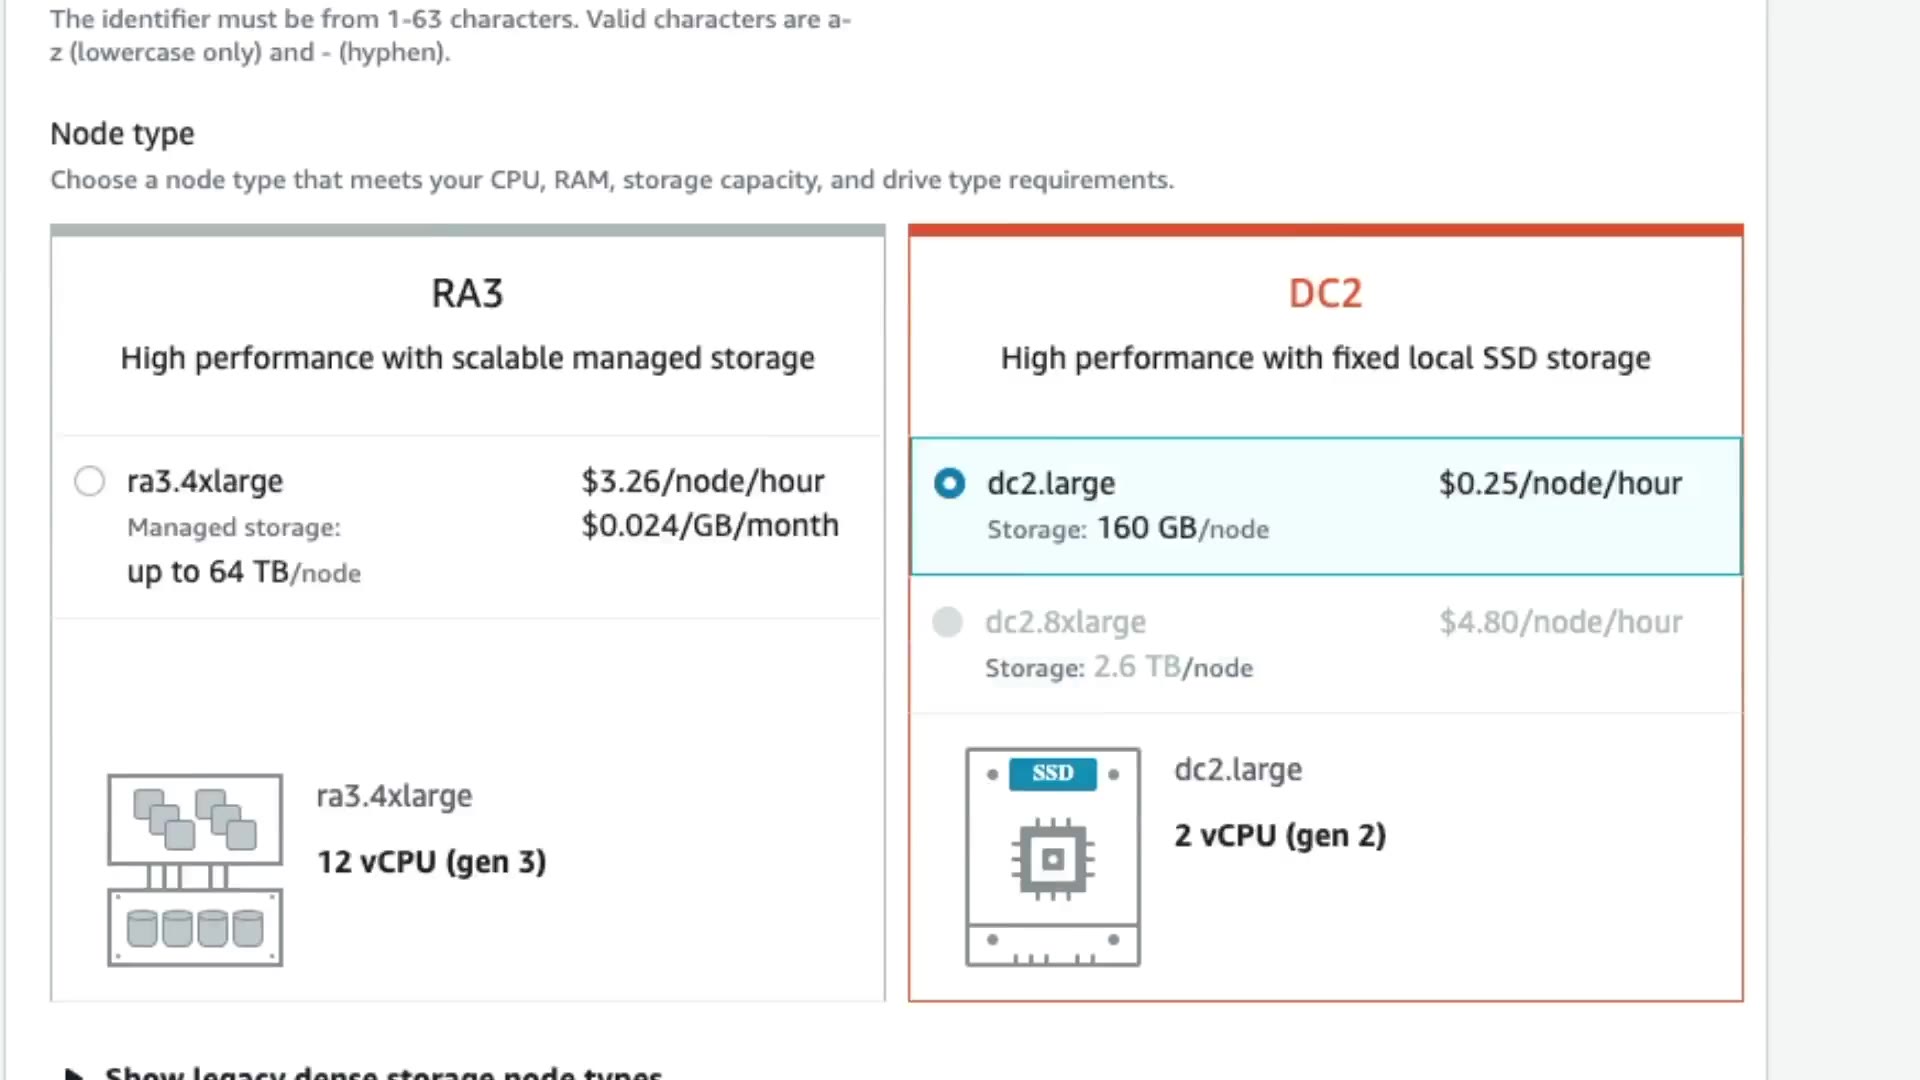 The identifier must be from 1-63 characters. Valid characters are a-
z (lowercase only) and - (hyphen).
Node type
Choose a node type that meets your CPU, RAM, storage capacity, and drive type requirements.
RA3
High performance with scalable managed storage
ra3.4xlarge
$3.26/node/hour
Managed storage:
$0.024/GB/month
up to 64 TB/node
ra3.4xlarge
12 vCPU (gen 3)
DC2
High performance with fixed local SSD storage
dc2.large
$0.25/node/hour
Storage: 160 GB/node
dc2.8xlarge
$4.80/node/hour
Storage: 2.6 TB/node
SSD
dc2.large
2 vCPU (gen 2)
Show legacy dense storage node types